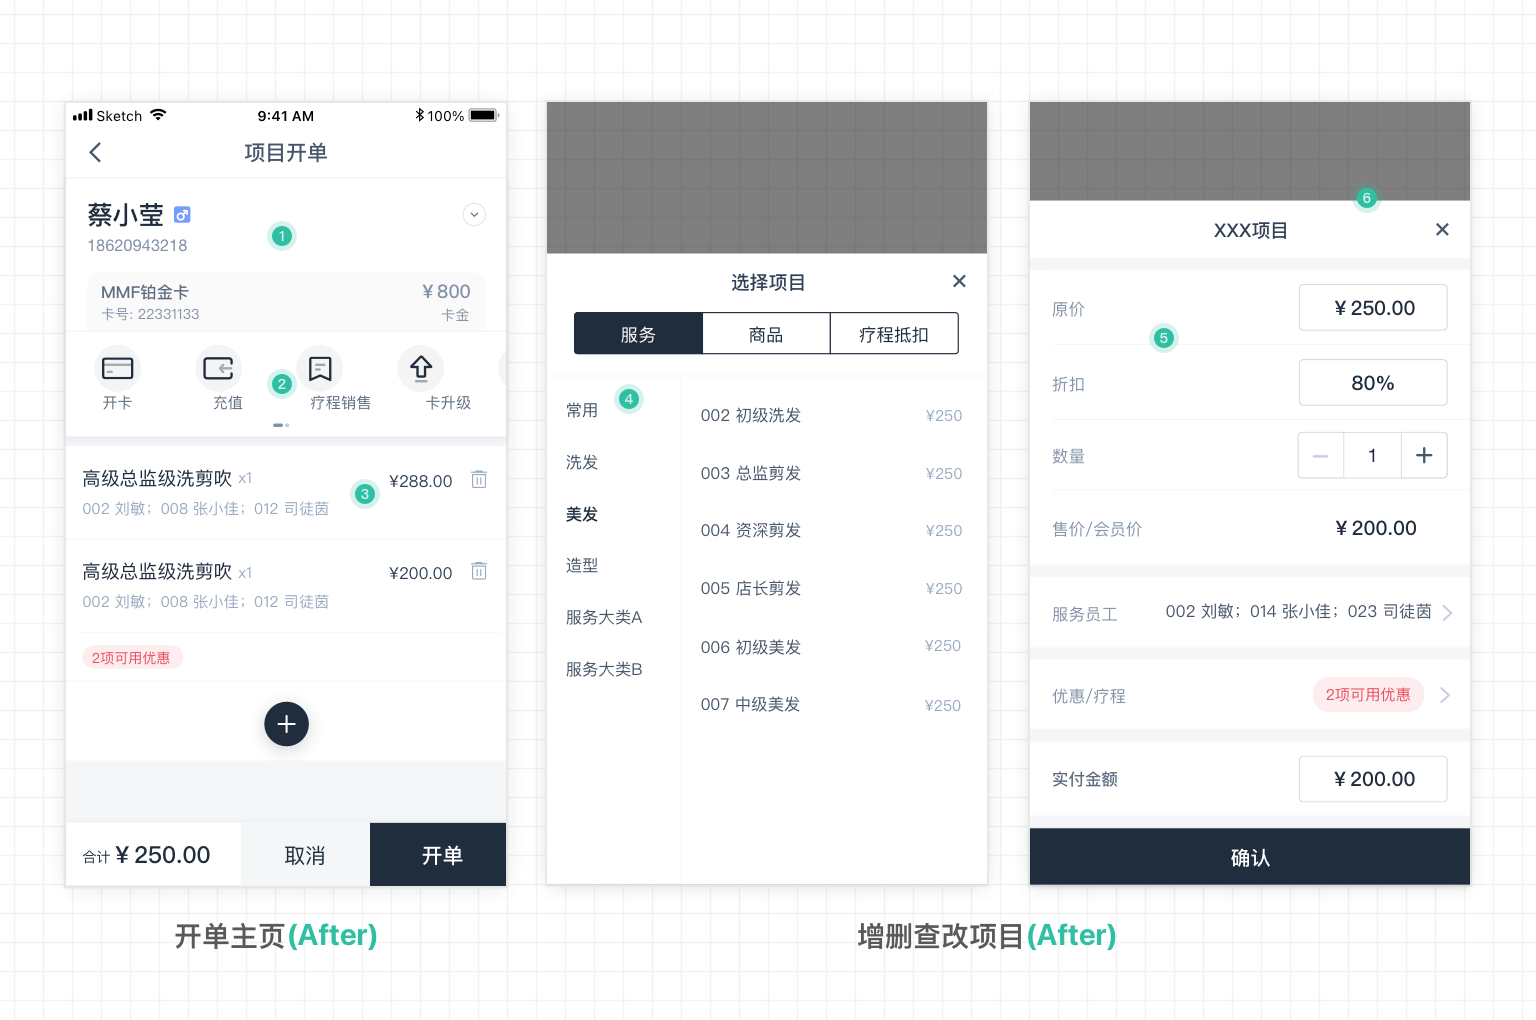 Sketch 9:41 AM 100%
项目开单
蔡小莹
18620943218
1
MMF铂金卡 ¥800
卡号: 22331133 卡金
2
开卡 充值 疗程销售 卡升级
高级总监级洗剪吹 x1 ¥288.00
3
002 刘敏；008 张小佳；012 司徒茵
高级总监级洗剪吹 x1 ¥200.00
002 刘敏；008 张小佳；012 司徒茵
2项可用优惠
合计 ¥250.00 取消 开单
开单主页(After)
选择项目
服务 商品 疗程抵扣
4
常用
洗发
美发
造型
服务大类A
服务大类B
002 初级洗发 ¥250
003 总监剪发 ¥250
004 资深剪发 ¥250
005 店长剪发 ¥250
006 初级美发 ¥250
007 中级美发 ¥250
6
XXX项目
原价 ¥250.00
5
折扣 80%
数量 1
售价/会员价 ¥200.00
服务员工 002 刘敏；014 张小佳；023 司徒茵
优惠/疗程 2项可用优惠
实付金额 ¥200.00
确认
增删查改项目(After)